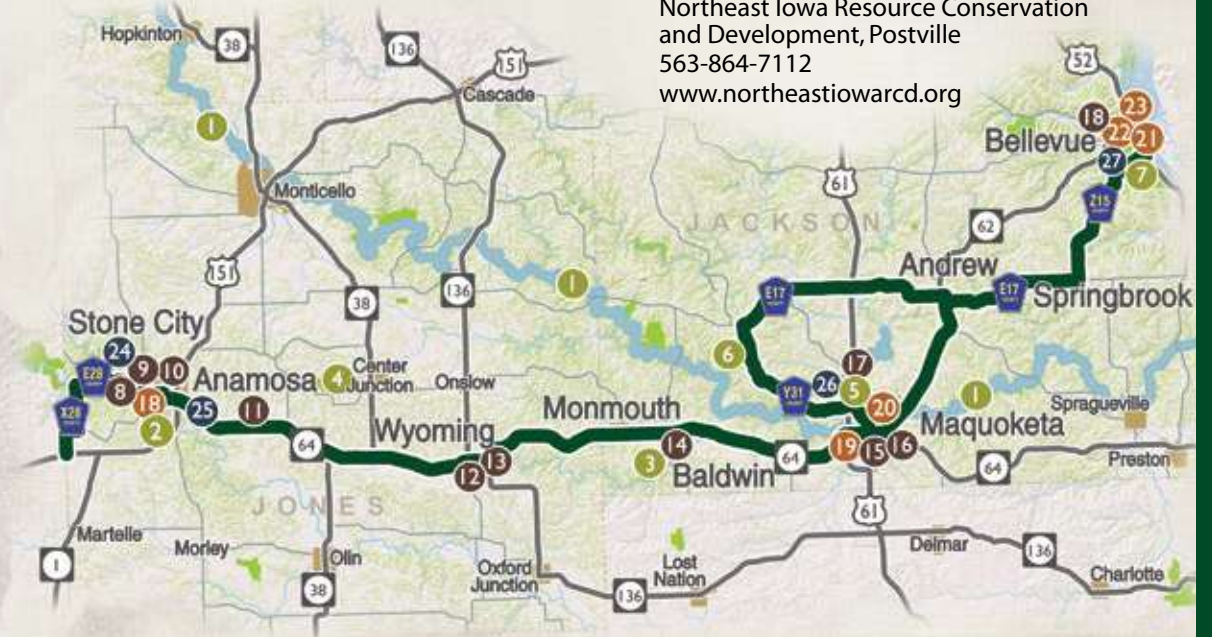 Northeast Iowa Resource Conservation
and Development, Postville
563-864-7112
www.northeastiowarcd.org
Hopkinton
38
136
151
52
Cascade
1
18
23
22
21
Bellevue
27
7
Monticello
61
Z15
JACKSON
62
151
Andrew
38
136
1
E17
E17
Springbrook
Stone City
24
E28
9
10
8
Anamosa
4
Center
Junction
Onslow
6
17
Y31
26
5
1
X28
18
25
11
20
Spragueville
2
Monmouth
Maquoketa
64
Wyoming
13
12
14
3
Baldwin
64
19
15
16
64
Preston
JONES
61
Martelle
Morley
Olin
1
38
Oxford
Junction
136
Lost
Nation
Delmar
136
Charlotte